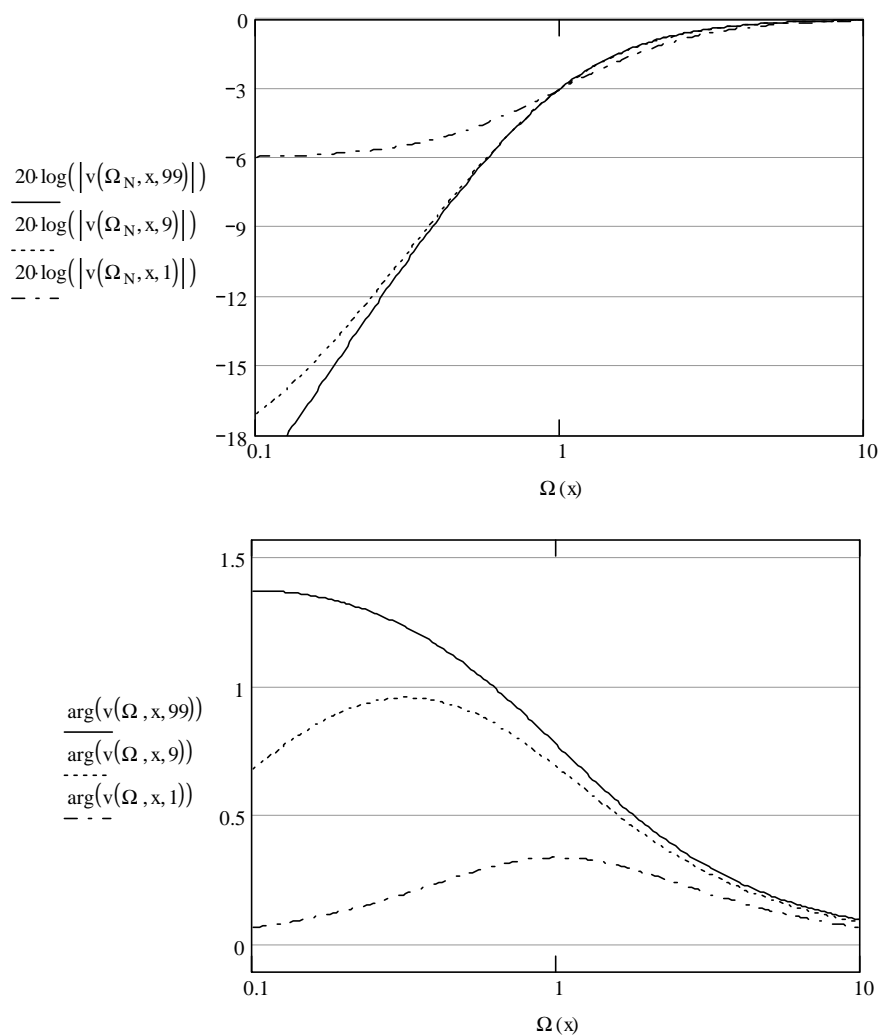 0
−3
−6
−9
−12
−15
−18
20·log(|v(Ω_N, x, 99)|)
20·log(|v(Ω_N, x, 9)|)
20·log(|v(Ω_N, x, 1)|)
0.1 1 10
Ω(x)
1.5
1
0.5
0
arg(v(Ω, x, 99))
arg(v(Ω, x, 9))
arg(v(Ω, x, 1))
0.1 1 10
Ω(x)